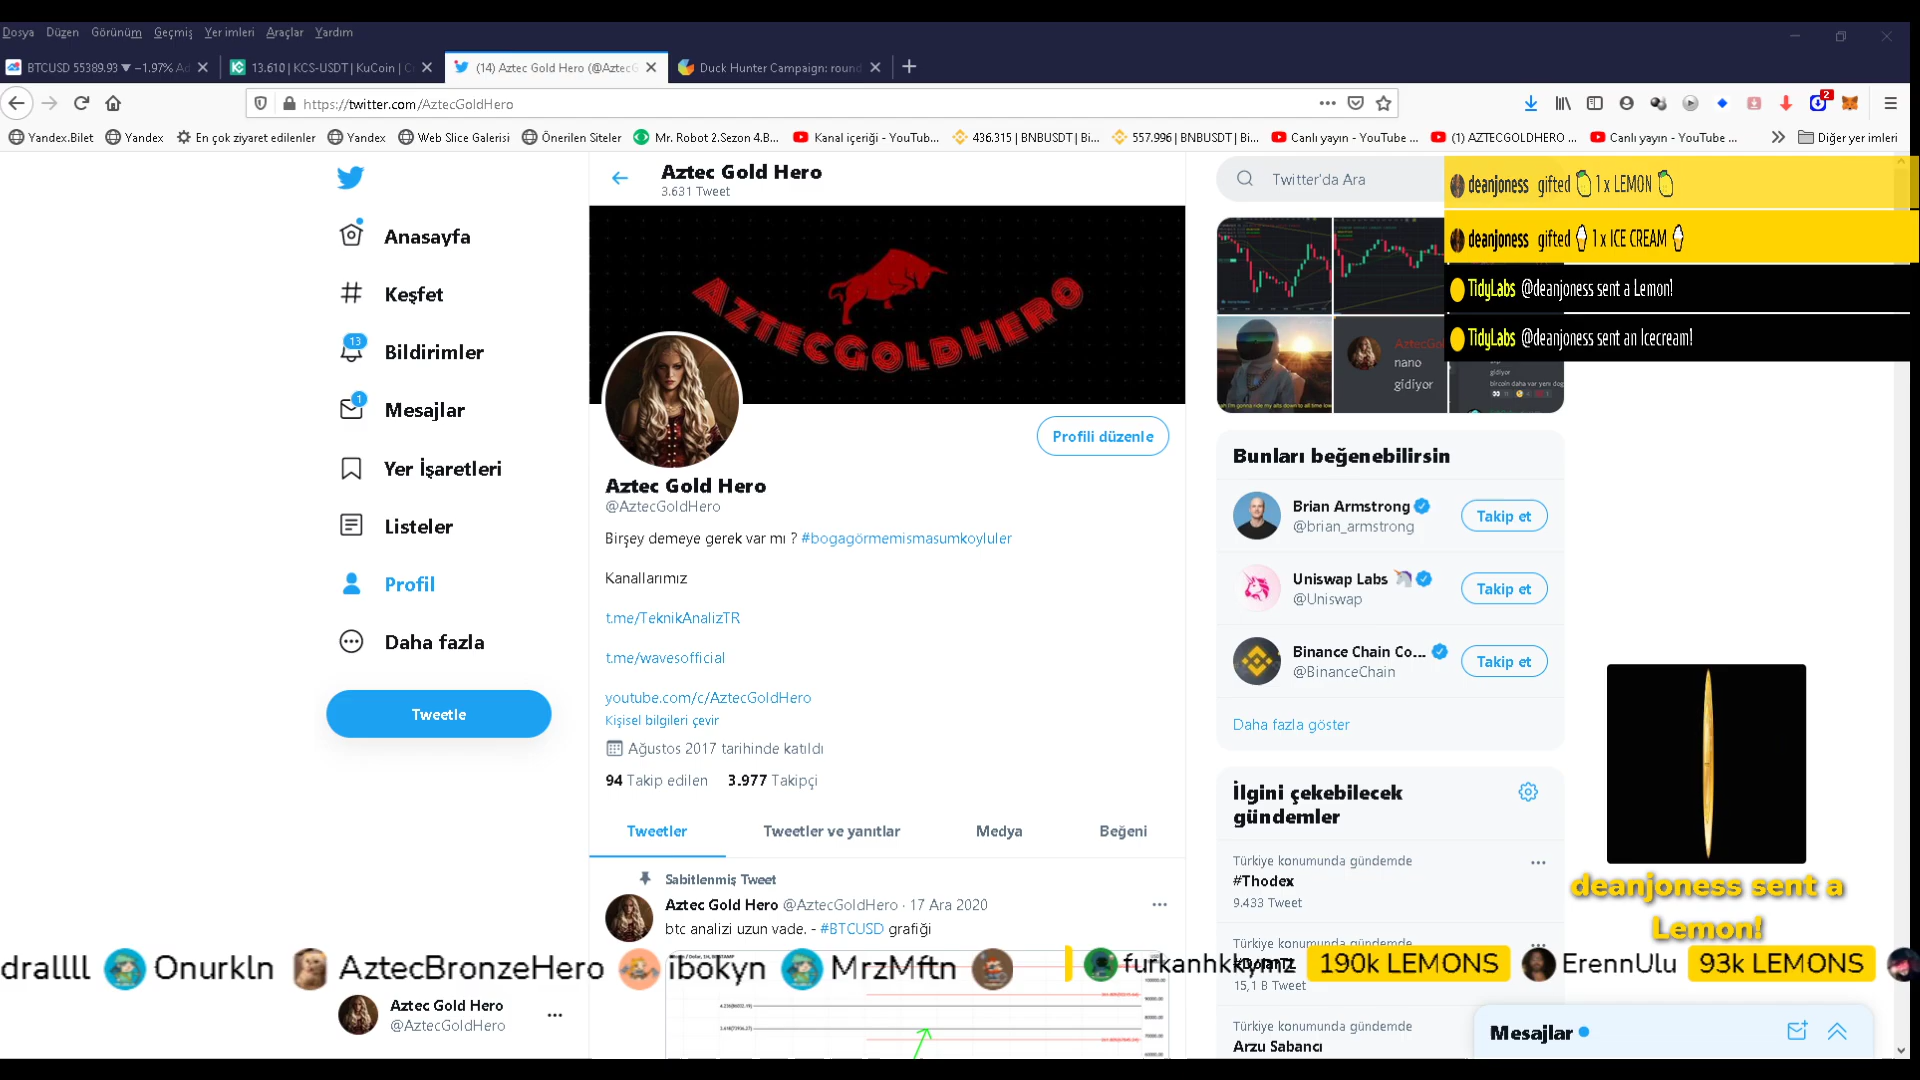 Dosya Düzen Görünüm Geçmiş Yer imleri Araçlar Yardım
BTCUSD 55389.93 ▼ −1.97% Ad
13.610 | KCS-USDT | KuCoin | C
(14) Aztec Gold Hero (@AztecG
Duck Hunter Campaign: round
https://twitter.com/AztecGoldHero
2
Yandex.Bilet
Yandex
En çok ziyaret edilenler
Yandex
Web Slice Galerisi
Önerilen Siteler
Mr. Robot 2.Sezon 4.B...
Kanal içeriği - YouTu...
436.315 | BNBUSDT | Bi...
557.996 | BNBUSDT | Bi...
Canlı yayın - YouTube ...
(1) AZTECGOLDHERO ...
Canlı yayın - YouTube ...
Diğer yer imleri
Anasayfa
Keşfet
13
Bildirimler
1
Mesajlar
Yer İşaretleri
Listeler
Profil
Daha fazla
Tweetle
Aztec Gold Hero
@AztecGoldHero
Aztec Gold Hero
3.631 Tweet
AZTECGOLDHERO
Profili düzenle
Aztec Gold Hero
@AztecGoldHero
Birşey demeye gerek var mı ? #bogagörmemismasumkoyluler
Kanallarımız
t.me/TeknikAnalizTR
t.me/wavesofficial
youtube.com/c/AztecGoldHero
Kişisel bilgileri çevir
Ağustos 2017 tarihinde katıldı
94 Takip edilen 3.977 Takipçi
Tweetler
Tweetler ve yanıtlar
Medya
Beğeni
Sabitlenmiş Tweet
Aztec Gold Hero @AztecGoldHero · 17 Ara 2020
btc analizi uzun vade. - #BTCUSD grafiği
Twitter'da Ara
AztecGo
nano
gidiyor
gidiyor
Bunları beğenebilirsin
Brian Armstrong
@brian_armstrong
Takip et
Uniswap Labs
@Uniswap
Takip et
Binance Chain Co...
@BinanceChain
Takip et
Daha fazla göster
İlgini çekebilecek
gündemler
Türkiye konumunda gündemde
#Thodex
9.433 Tweet
Türkiye konumunda gündemde
#DolarTL
15,1 B Tweet
Türkiye konumunda gündemde
Arzu Sabancı
Mesajlar
deanjoness gifted 1 x LEMON
deanjoness gifted 1 x ICE CREAM
TidyLabs @deanjoness sent a Lemon!
TidyLabs @deanjoness sent an Icecream!
deanjoness sent a
Lemon!
drallll Onurkln AztecBronzeHero ibokyn MrzMftn
furkanhkkymz 190k LEMONS ErennUlu 93k LEMONS